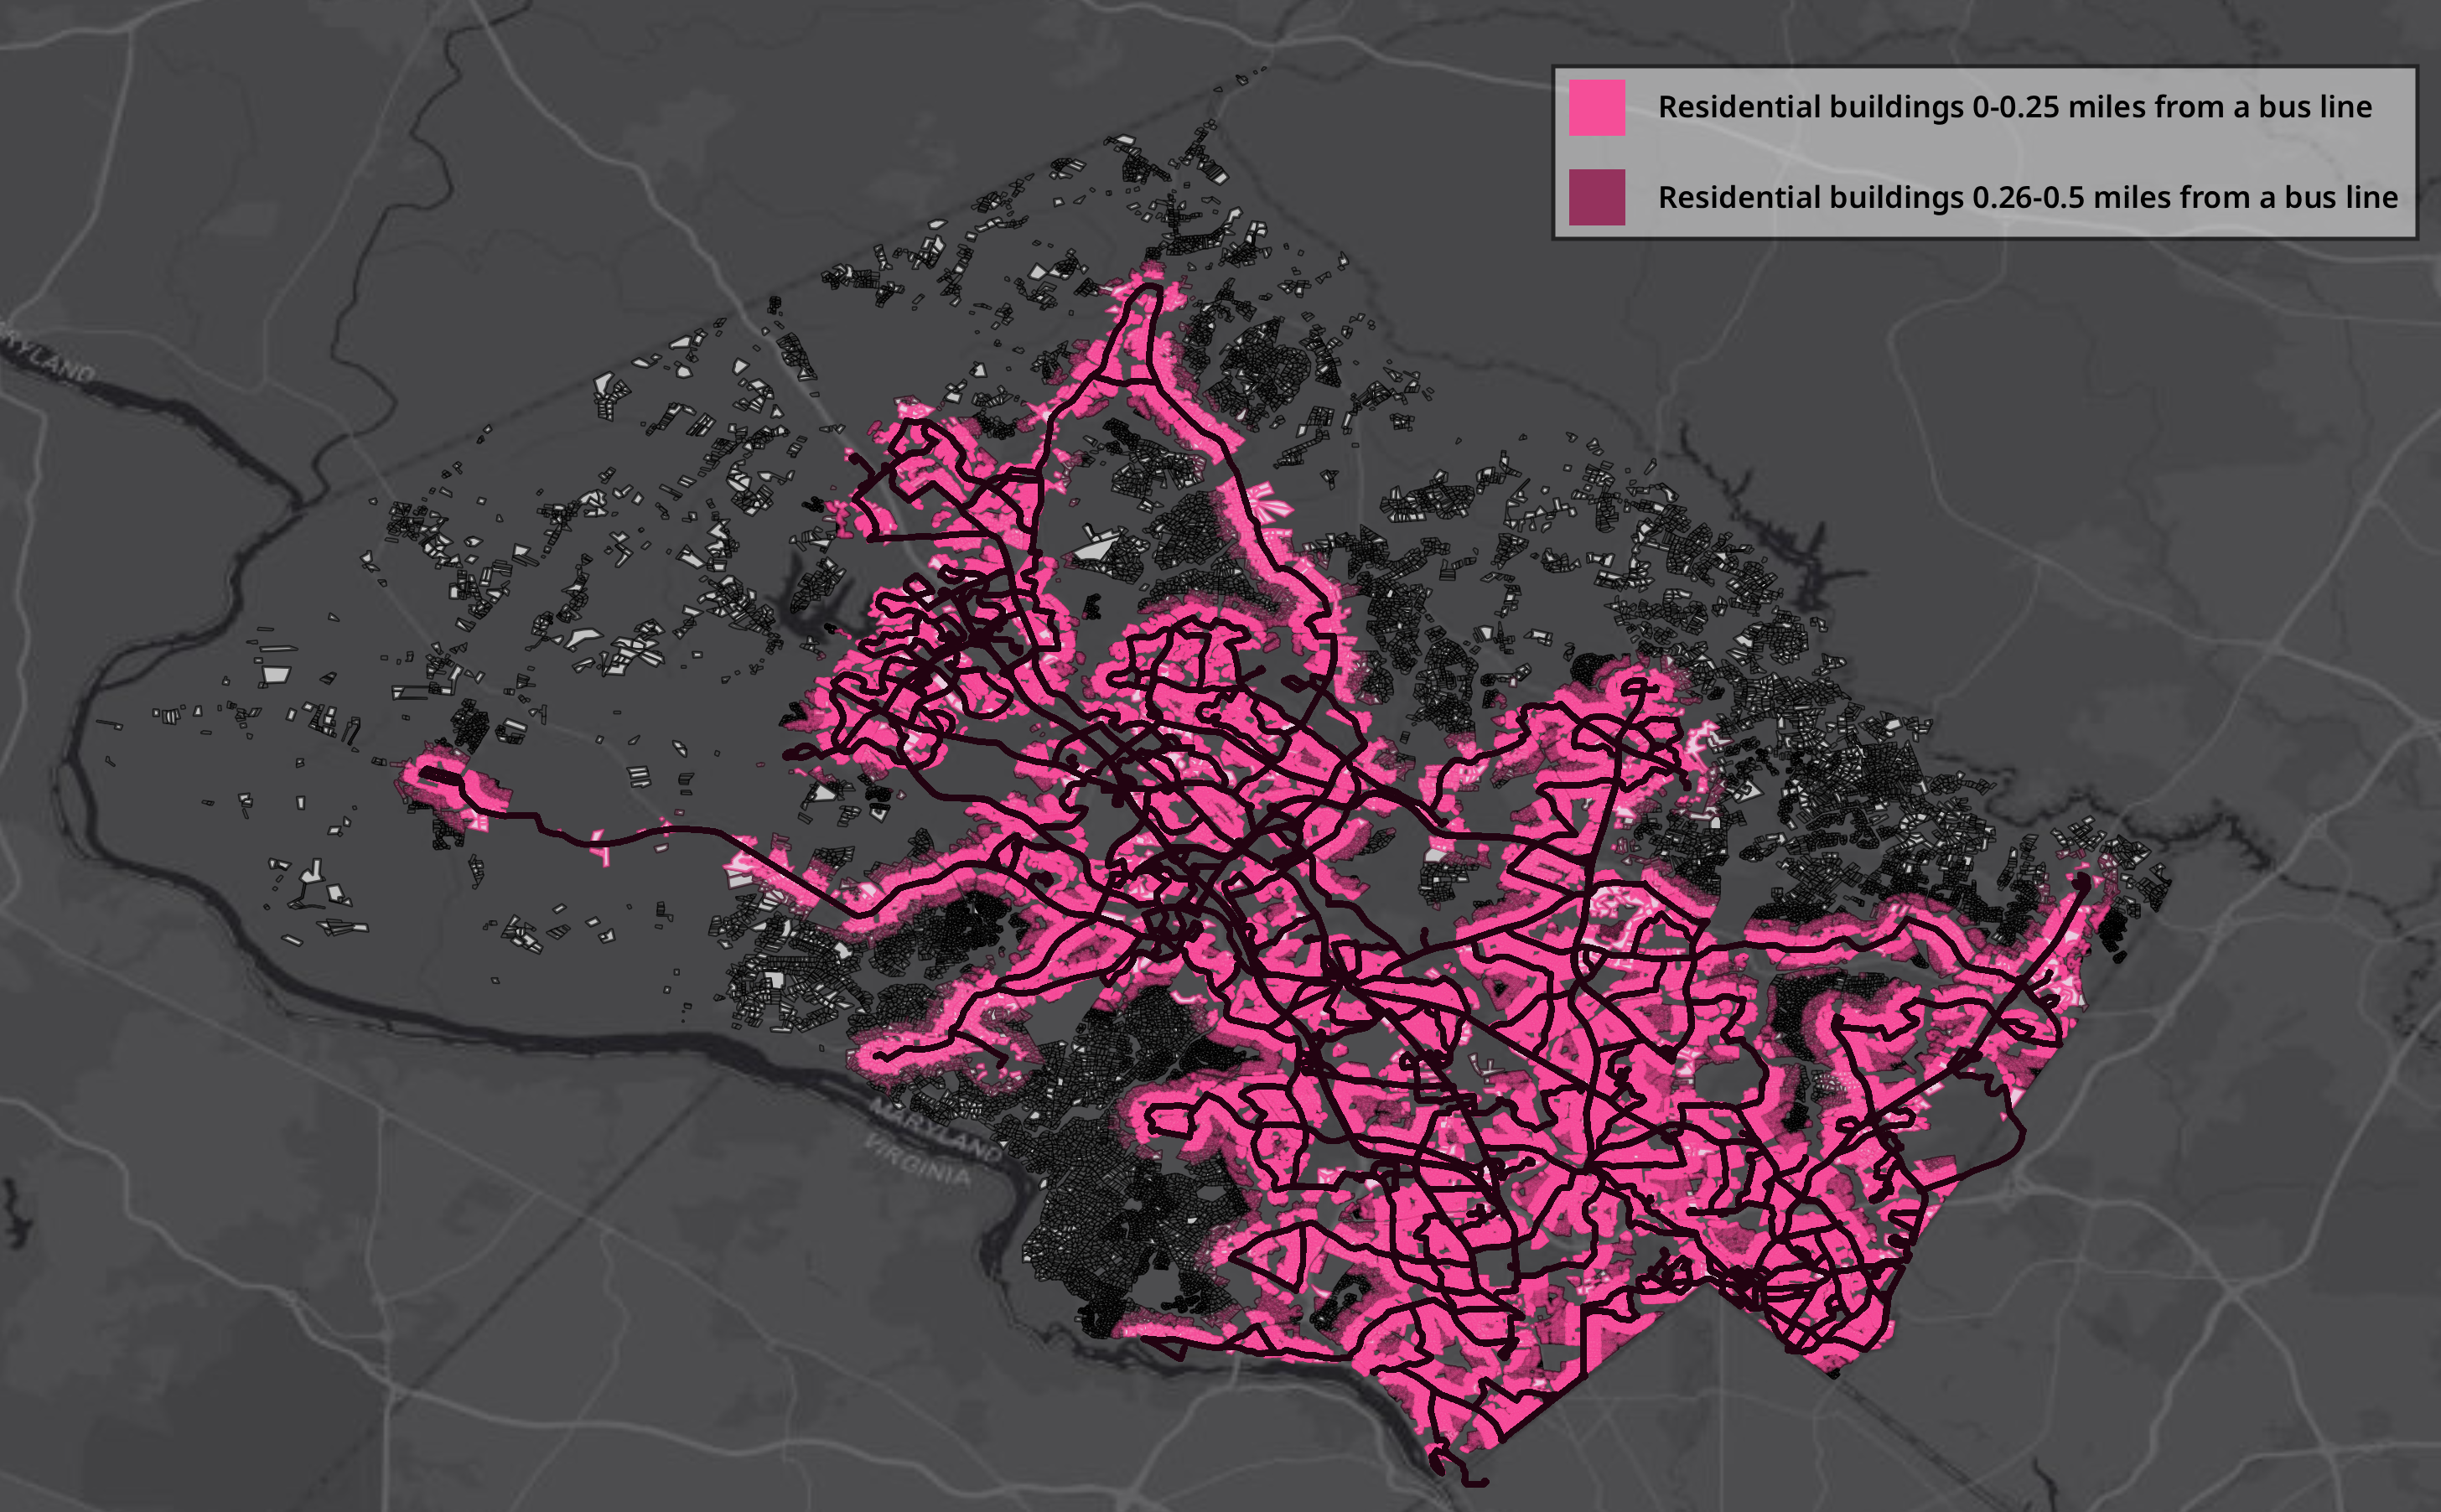 Residential buildings 0-0.25 miles from a bus line
Residential buildings 0.26-0.5 miles from a bus line
MARYLAND
VIRGINIA